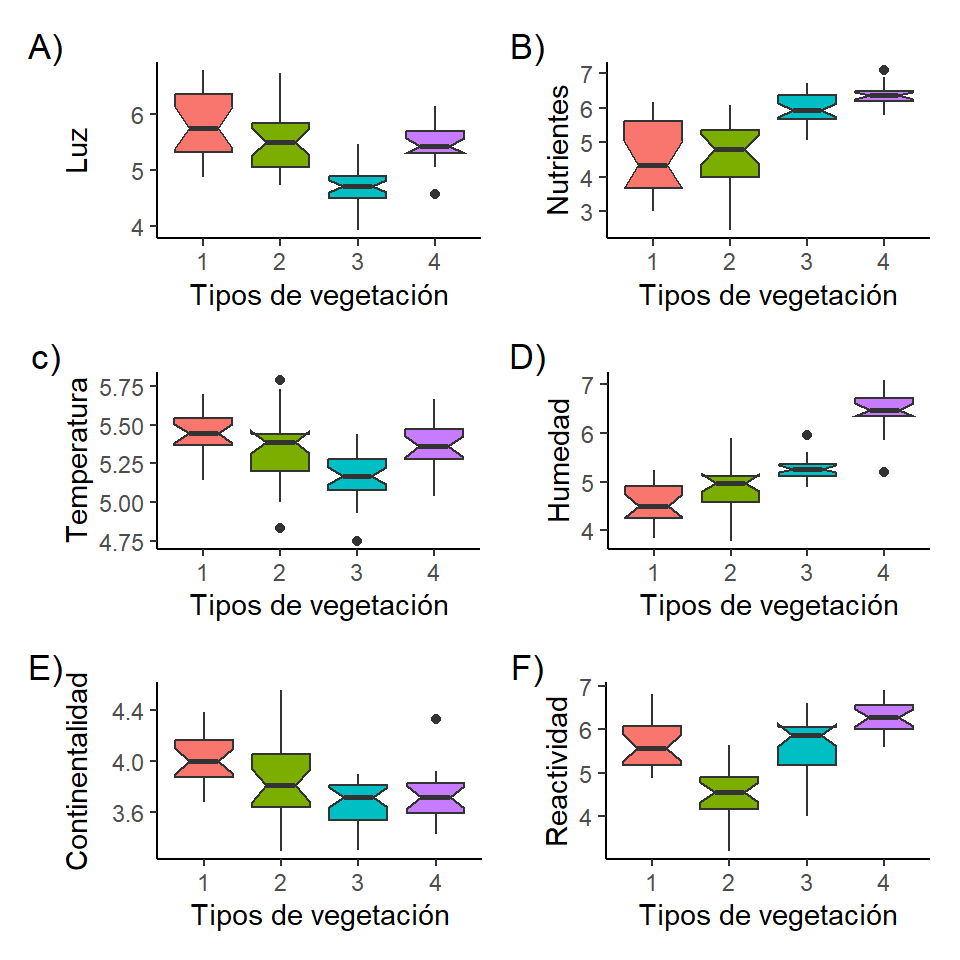 A)
Luz
6
5
4
1 2 3 4
Tipos de vegetación
B)
Nutrientes
7
6
5
4
3
1 2 3 4
Tipos de vegetación
c)
Temperatura
5.75
5.50
5.25
5.00
4.75
1 2 3 4
Tipos de vegetación
D)
Humedad
7
6
5
4
1 2 3 4
Tipos de vegetación
E)
Continentalidad
4.4
4.0
3.6
1 2 3 4
Tipos de vegetación
F)
Reactividad
7
6
5
4
1 2 3 4
Tipos de vegetación